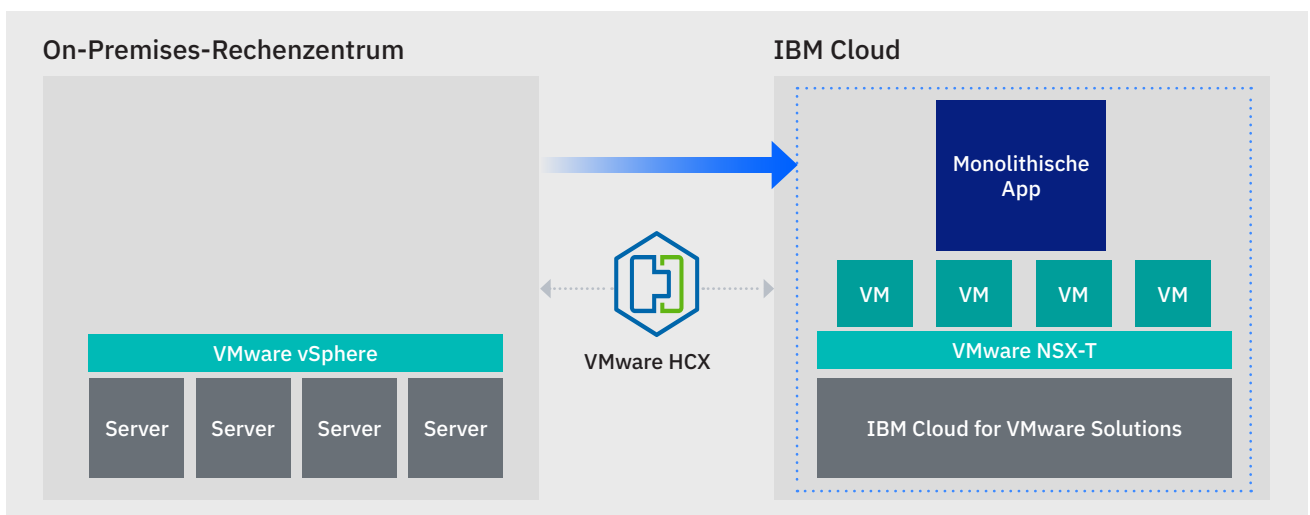 On-Premises-Rechenzentrum
VMware vSphere
Server Server Server Server
VMware HCX
IBM Cloud
Monolithische
App
VM VM VM VM
VMware NSX-T
IBM Cloud for VMware Solutions